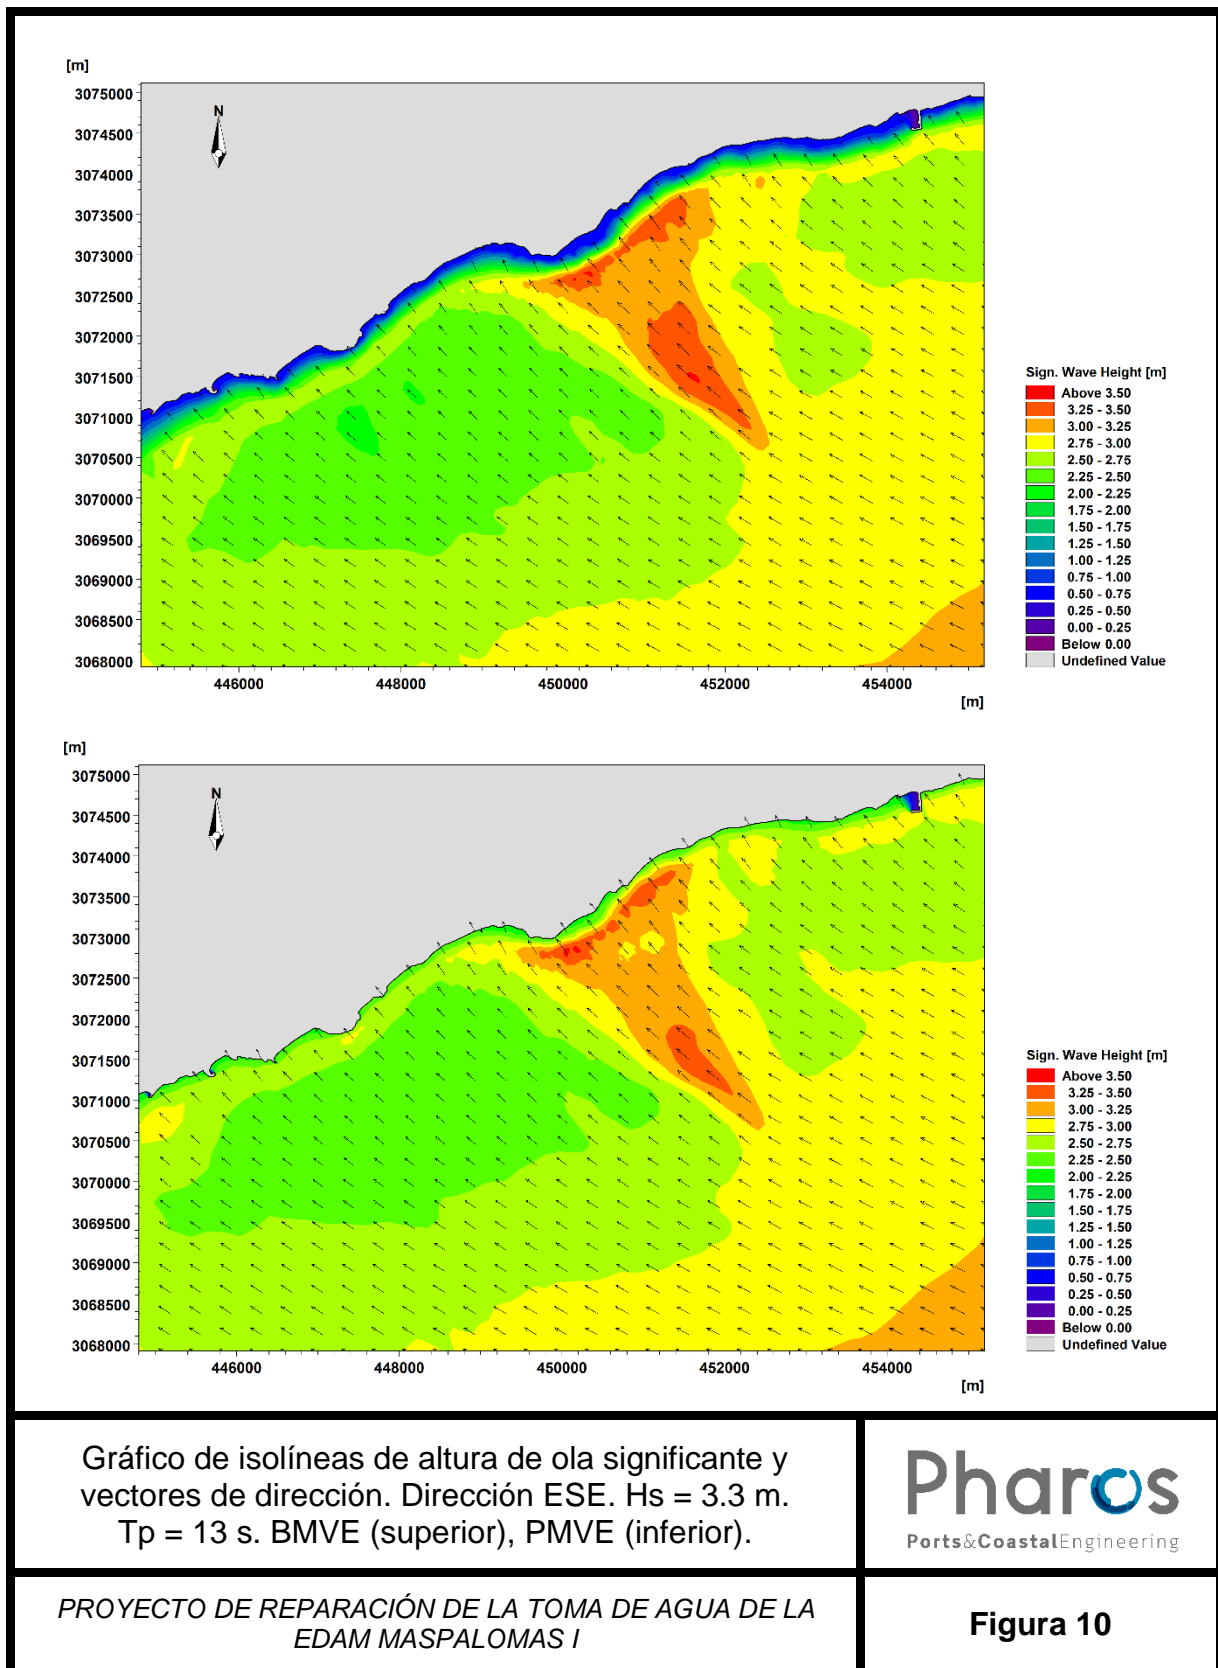 [m]
3075000
3074500
3074000
3073500
3073000
3072500
3072000
3071500
3071000
3070500
3070000
3069500
3069000
3068500
3068000
N
446000 448000 450000 452000 454000
[m]
Sign. Wave Height [m]
Above 3.50
3.25 - 3.50
3.00 - 3.25
2.75 - 3.00
2.50 - 2.75
2.25 - 2.50
2.00 - 2.25
1.75 - 2.00
1.50 - 1.75
1.25 - 1.50
1.00 - 1.25
0.75 - 1.00
0.50 - 0.75
0.25 - 0.50
0.00 - 0.25
Below 0.00
Undefined Value
[m]
3075000
3074500
3074000
3073500
3073000
3072500
3072000
3071500
3071000
3070500
3070000
3069500
3069000
3068500
3068000
N
446000 448000 450000 452000 454000
[m]
Sign. Wave Height [m]
Above 3.50
3.25 - 3.50
3.00 - 3.25
2.75 - 3.00
2.50 - 2.75
2.25 - 2.50
2.00 - 2.25
1.75 - 2.00
1.50 - 1.75
1.25 - 1.50
1.00 - 1.25
0.75 - 1.00
0.50 - 0.75
0.25 - 0.50
0.00 - 0.25
Below 0.00
Undefined Value
Gráfico de isolíneas de altura de ola significante y
vectores de dirección. Dirección ESE. Hs = 3.3 m.
Tp = 13 s. BMVE (superior), PMVE (inferior).
Pharos
Ports&CoastalEngineering
PROYECTO DE REPARACIÓN DE LA TOMA DE AGUA DE LA
EDAM MASPALOMAS I
Figura 10